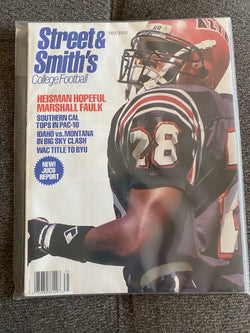 Street &
Smith's
College Football
HEISMAN HOPEFUL
MARSHALL FAULK
SOUTHERN CAL
TOPS IN PAC-10
IDAHO vs. MONTANA
IN BIG SKY CLASH
WAC TITLE TO BYU
NEW!
JUCO
REPORT
28